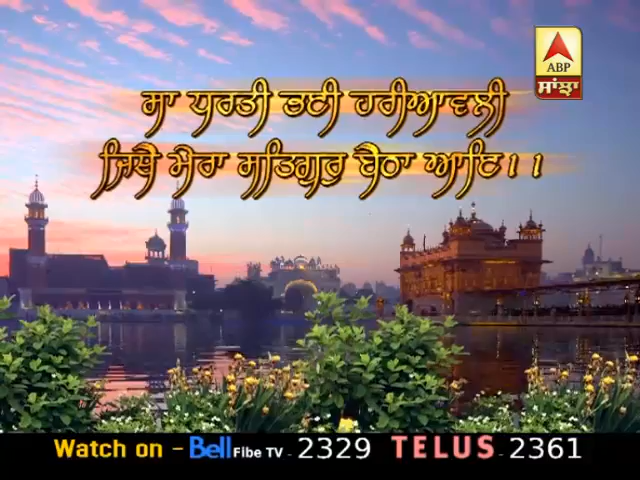 ABP
ਸਾਂਝਾ
ਸਾ ਧਰਤੀ ਭਈ ਹਰੀਆਵਲੀ
ਜਿਥੈ ਮੇਰਾ ਸਤਿਗੁਰੁ ਬੈਠਾ ਆਇ।।
Watch on - Bell Fibe TV - 2329 TELUS - 2361